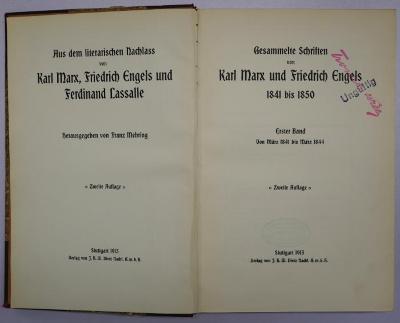 Aus dem literarischen Nachlass
von
Karl Marx, Friedrich Engels und
Ferdinand Lassalle
Herausgegeben von Franz Mehring
« Zweite Auflage »
Stuttgart 1913
Verlag von J. H. W. Dietz Nachf. G.m.b.H.
Gesammelte Schriften
von
Karl Marx und Friedrich Engels
1841 bis 1850
Erster Band
Von März 1841 bis März 1844
« Zweite Auflage »
Stuttgart 1913
Verlag von J. H. W. Dietz Nachf. G.m.b.H.
Ungültig